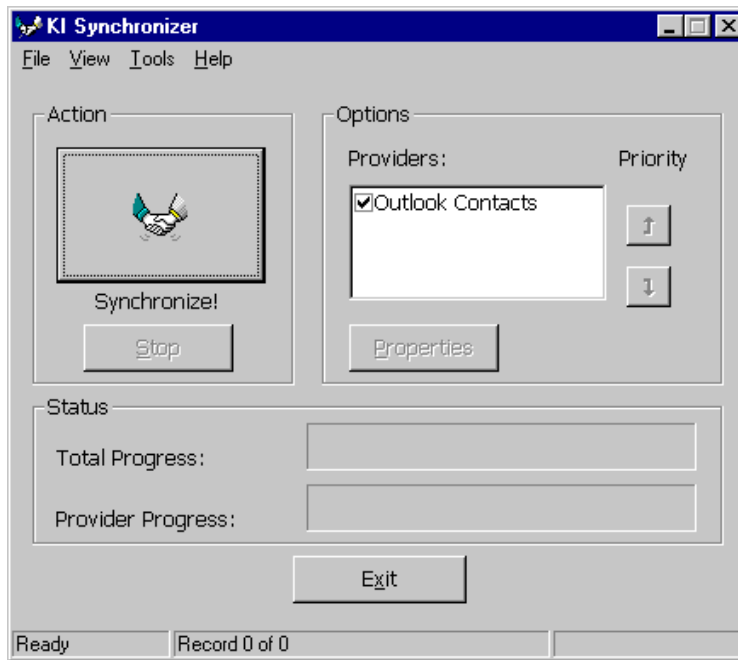 KI Synchronizer
File View Tools Help
Action
Options
Providers:
Priority
Outlook Contacts
Synchronize!
Stop
Properties
Status
Total Progress:
Provider Progress:
Exit
Ready
Record 0 of 0